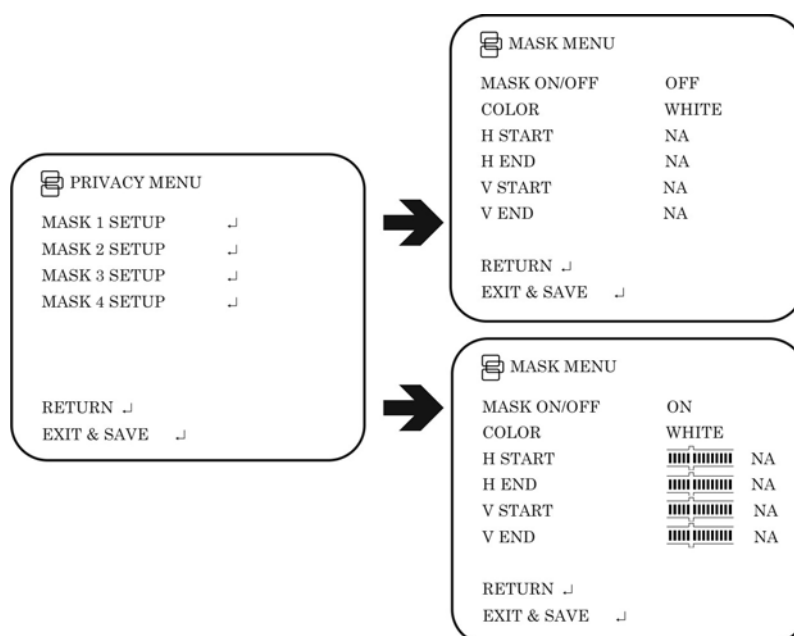 PRIVACY MENU
MASK 1 SETUP ↵
MASK 2 SETUP ↵
MASK 3 SETUP ↵
MASK 4 SETUP ↵
RETURN ↵
EXIT & SAVE ↵
MASK MENU
MASK ON/OFF OFF
COLOR WHITE
H START NA
H END NA
V START NA
V END NA
RETURN ↵
EXIT & SAVE ↵
MASK MENU
MASK ON/OFF ON
COLOR WHITE
H START NA
H END NA
V START NA
V END NA
RETURN ↵
EXIT & SAVE ↵